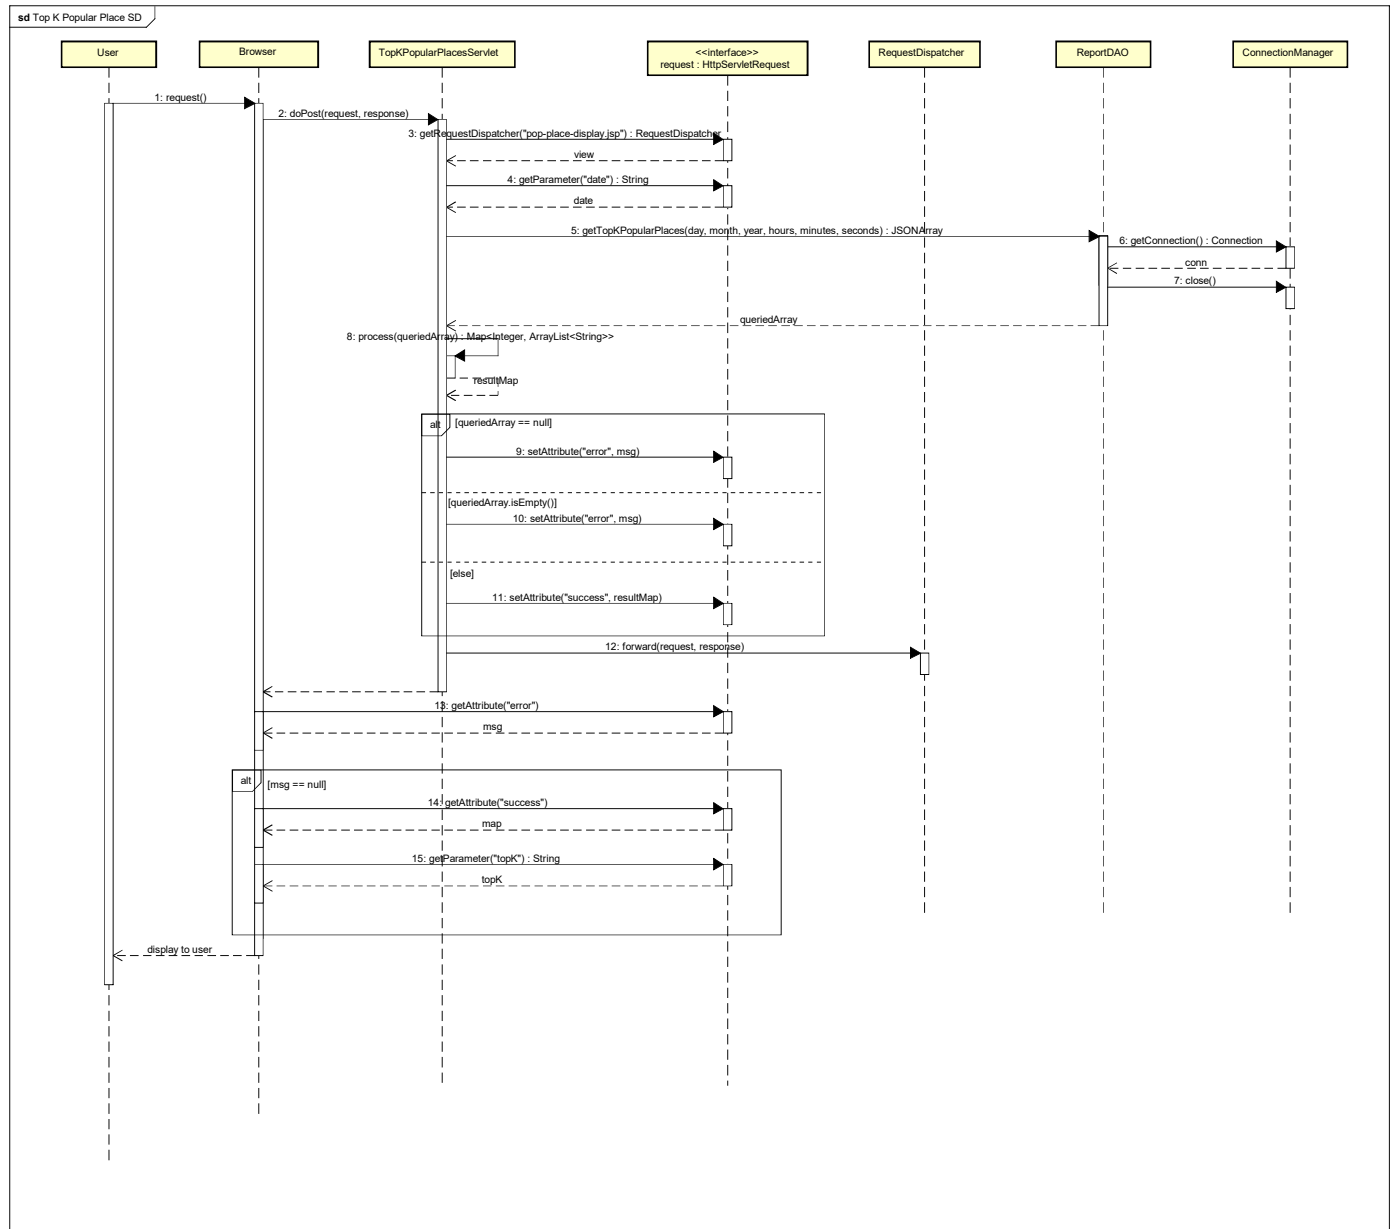 sd Top K Popular Place SD
User
Browser
TopKPopularPlacesServlet
<<interface>>
request : HttpServletRequest
RequestDispatcher
ReportDAO
ConnectionManager
1: request()
2: doPost(request, response)
3: getRequestDispatcher("pop-place-display.jsp") : RequestDispatcher
view
4: getParameter("date") : String
date
5: getTopKPopularPlaces(day, month, year, hours, minutes, seconds) : JSONArray
6: getConnection() : Connection
conn
7: close()
queriedArray
8: process(queriedArray) : Map<Integer, ArrayList<String>>
resultMap
alt
[queriedArray == null]
9: setAttribute("error", msg)
[queriedArray.isEmpty()]
10: setAttribute("error", msg)
[else]
11: setAttribute("success", resultMap)
12: forward(request, response)
13: getAttribute("error")
msg
alt
[msg == null]
14: getAttribute("success")
map
15: getParameter("topK") : String
topK
display to user